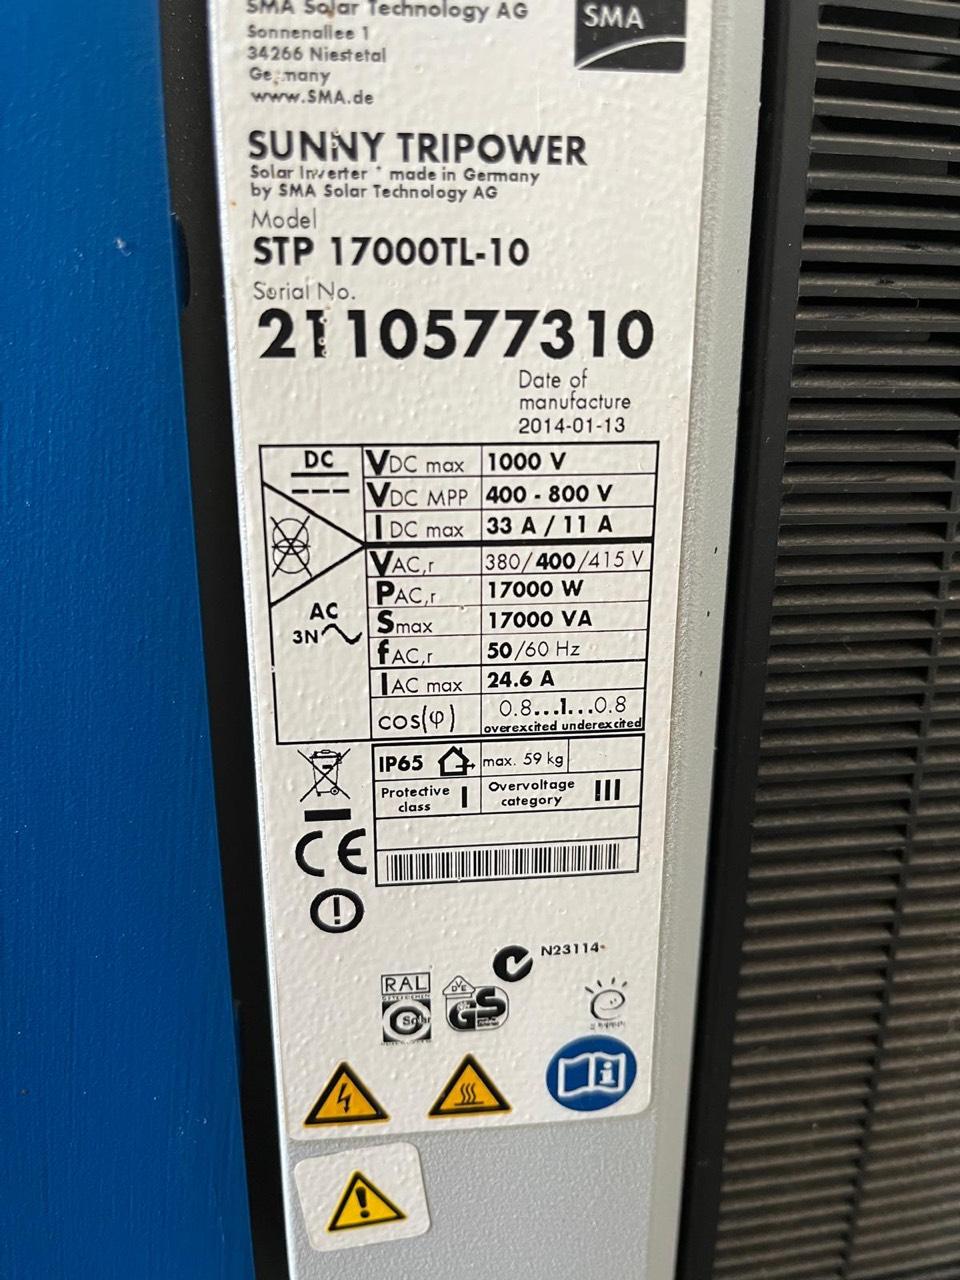 SMA Solar Technology AG
Sonnenallee 1
34266 Niestetal
Germany
www.SMA.de
SMA
SUNNY TRIPOWER
Solar Inverter * made in Germany
by SMA Solar Technology AG
Model
STP 17000TL-10
Serial No.
2110577310
Date of
manufacture
2014-01-13
DC
VDC max 1000 V
VDC MPP 400 - 800 V
IDC max 33 A / 11 A
VAC,r 380/400/415 V
PAC,r 17000 W
AC
3N
Smax 17000 VA
fAC,r 50/60 Hz
IAC max 24.6 A
cos(φ) 0.8...1...0.8
overexcited underexcited
IP65 max. 59 kg
Protective
class I
Overvoltage
category III
CE
N23114
RAL
Solar
DVE
GS